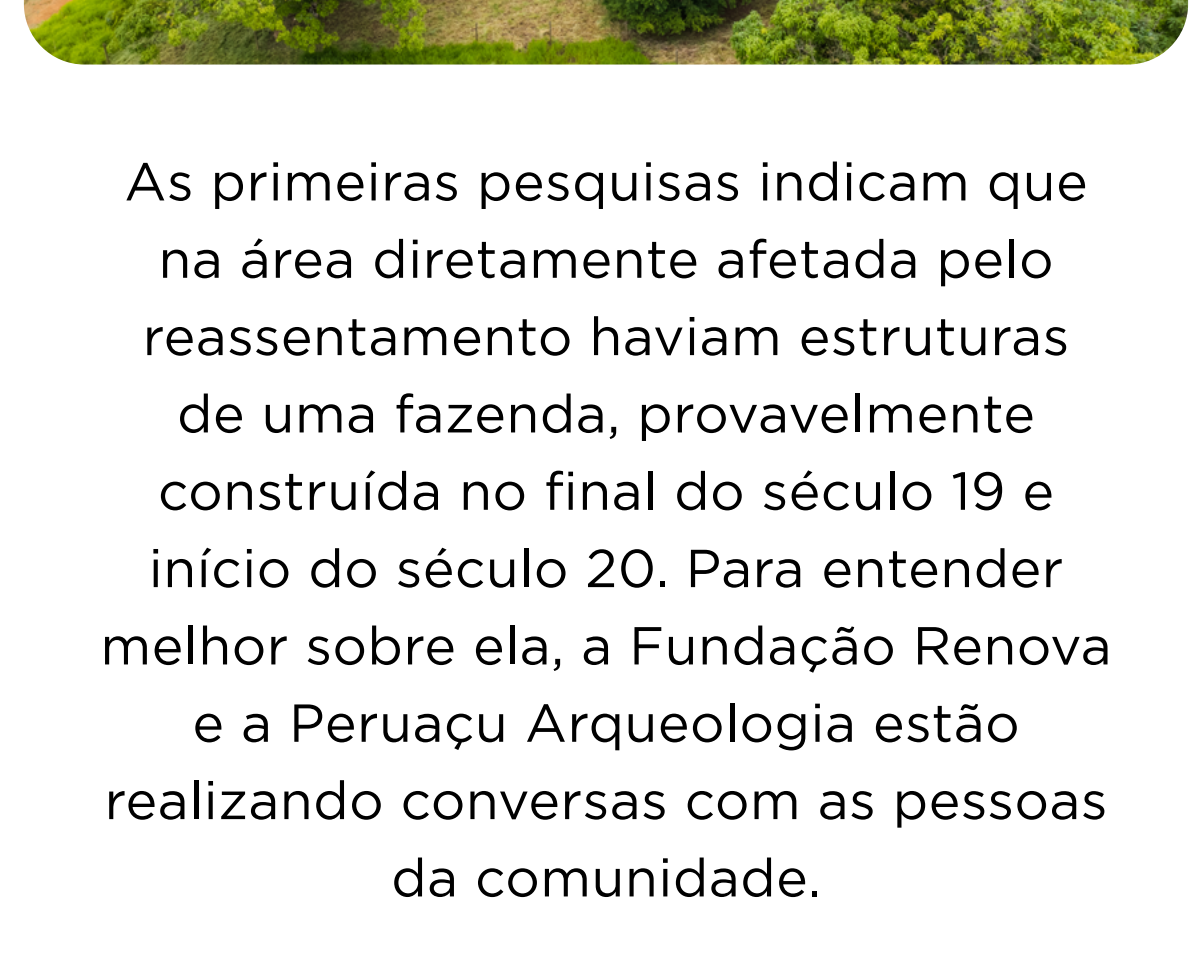 As primeiras pesquisas indicam que
na área diretamente afetada pelo
reassentamento haviam estruturas
de uma fazenda, provavelmente
construída no final do século 19 e
início do século 20. Para entender
melhor sobre ela, a Fundação Renova
e a Peruaçu Arqueologia estão
realizando conversas com as pessoas
da comunidade.